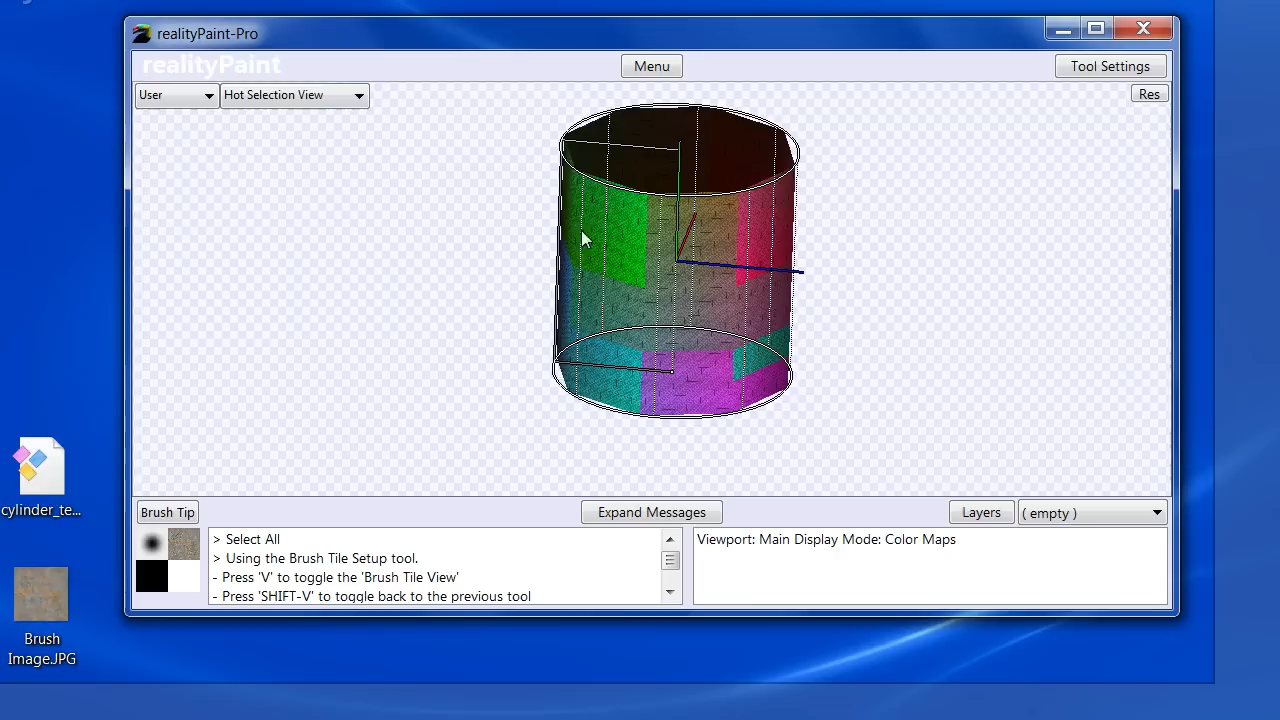 realityPaint-Pro
realityPaint
Menu
Tool Settings
User
Hot Selection View
Res
cylinder_te...
Brush Image.JPG
Brush Tip
Expand Messages
Layers
( empty )
> Select All
> Using the Brush Tile Setup tool.
- Press 'V' to toggle the 'Brush Tile View'
- Press 'SHIFT-V' to toggle back to the previous tool
Viewport: Main Display Mode: Color Maps